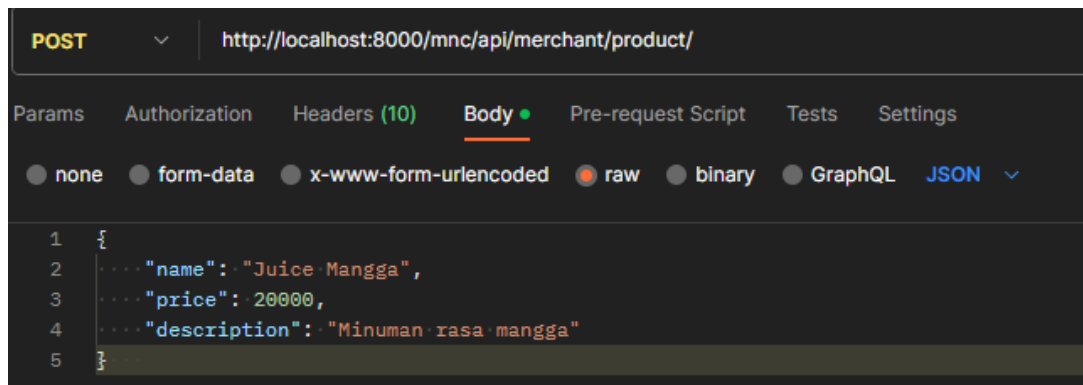 POST http://localhost:8000/mnc/api/merchant/product/
Params Authorization Headers (10) Body Pre-request Script Tests Settings
none form-data x-www-form-urlencoded raw binary GraphQL JSON
1 {
2 "name": "Juice Mangga",
3 "price": 20000,
4 "description": "Minuman rasa mangga"
5 }